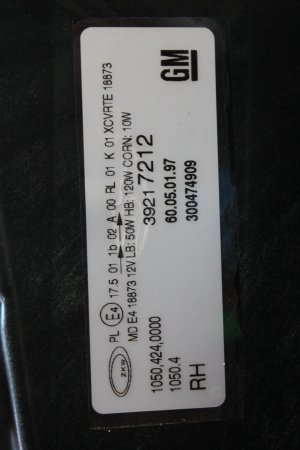 GM
PL E4 17.5 01 1b 02 A 00 RL 01 K 01 XCVRTE 18873
MD E4 18873 12V LB: 50W HB: 120W CORN: 10W
3921 7212
60.05.01.97
300474909
ZKW
1050,424,0000
1050.4
RH